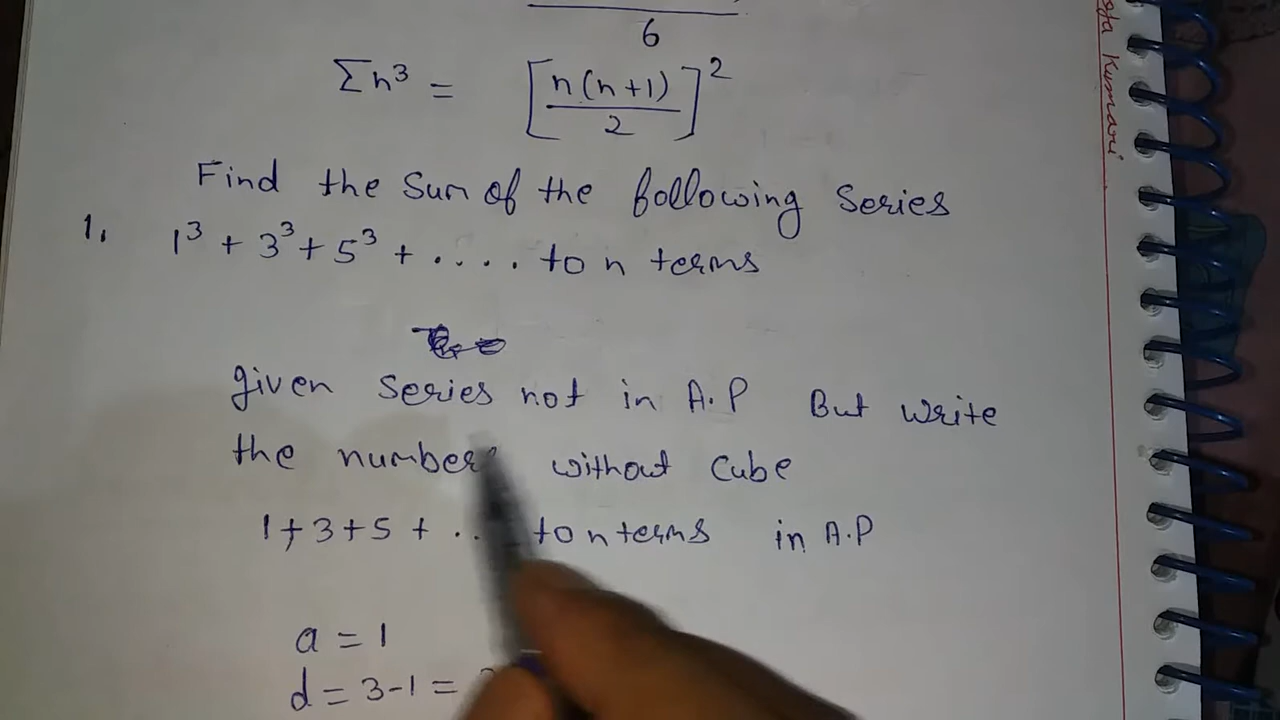 6
Σn³ = [n(n+1)/2]²
Find the Sum of the following Series
1. 1³ + 3³ + 5³ + .... to n terms
given series not in A.P But write
the numbers without cube
1+3+5+ ... to n terms in A.P
a = 1
d = 3-1 =
Kumari